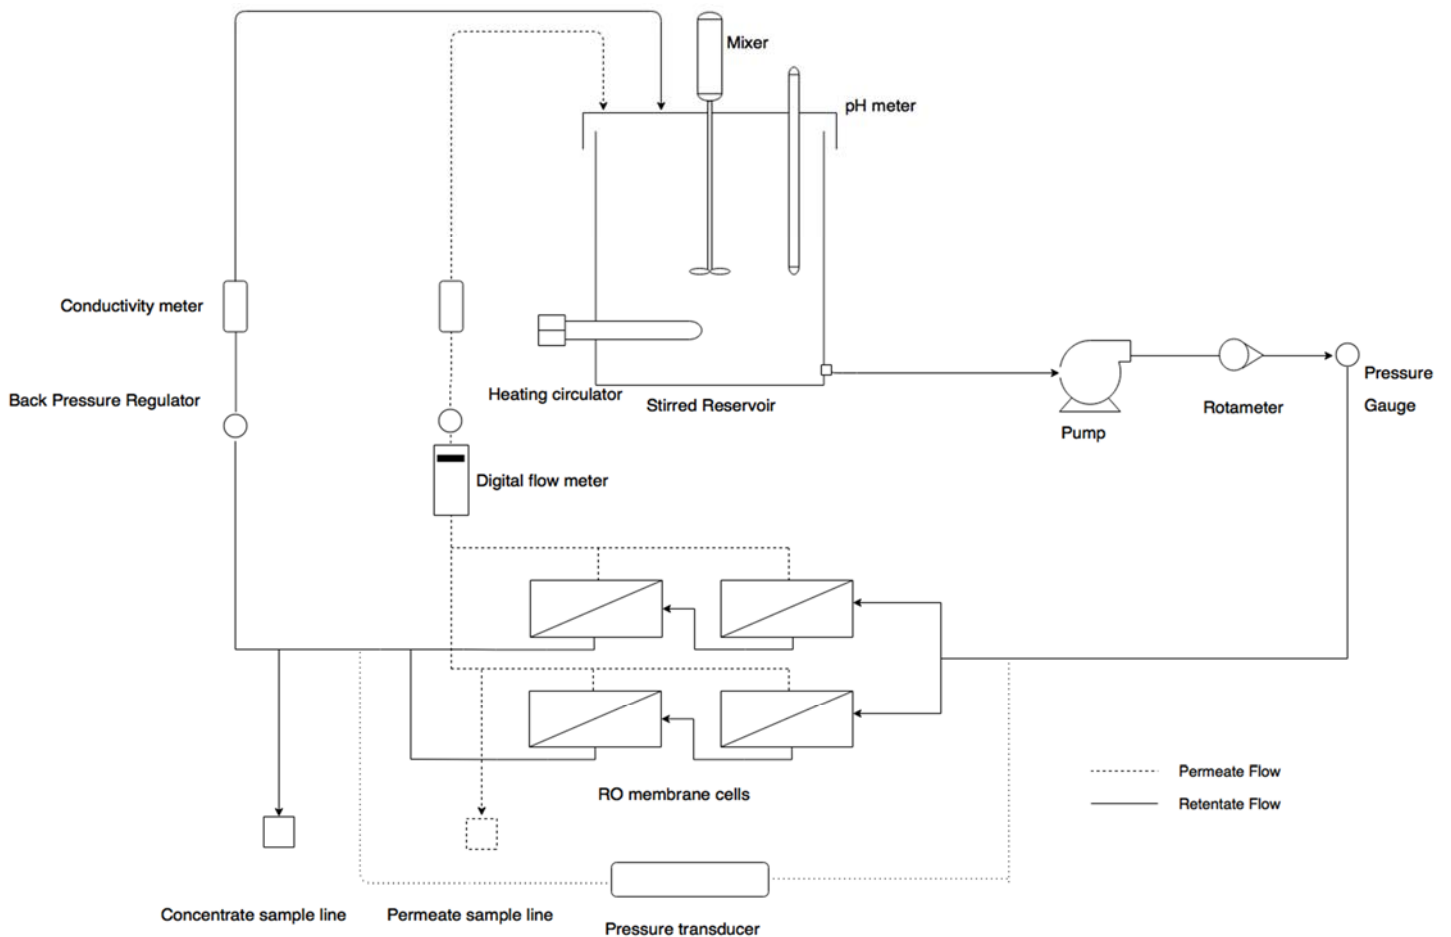 Mixer
pH meter
Conductivity meter
Back Pressure Regulator
Heating circulator
Stirred Reservoir
Pump
Rotameter
Pressure
Gauge
Digital flow meter
RO membrane cells
Permeate Flow
Retentate Flow
Concentrate sample line
Permeate sample line
Pressure transducer